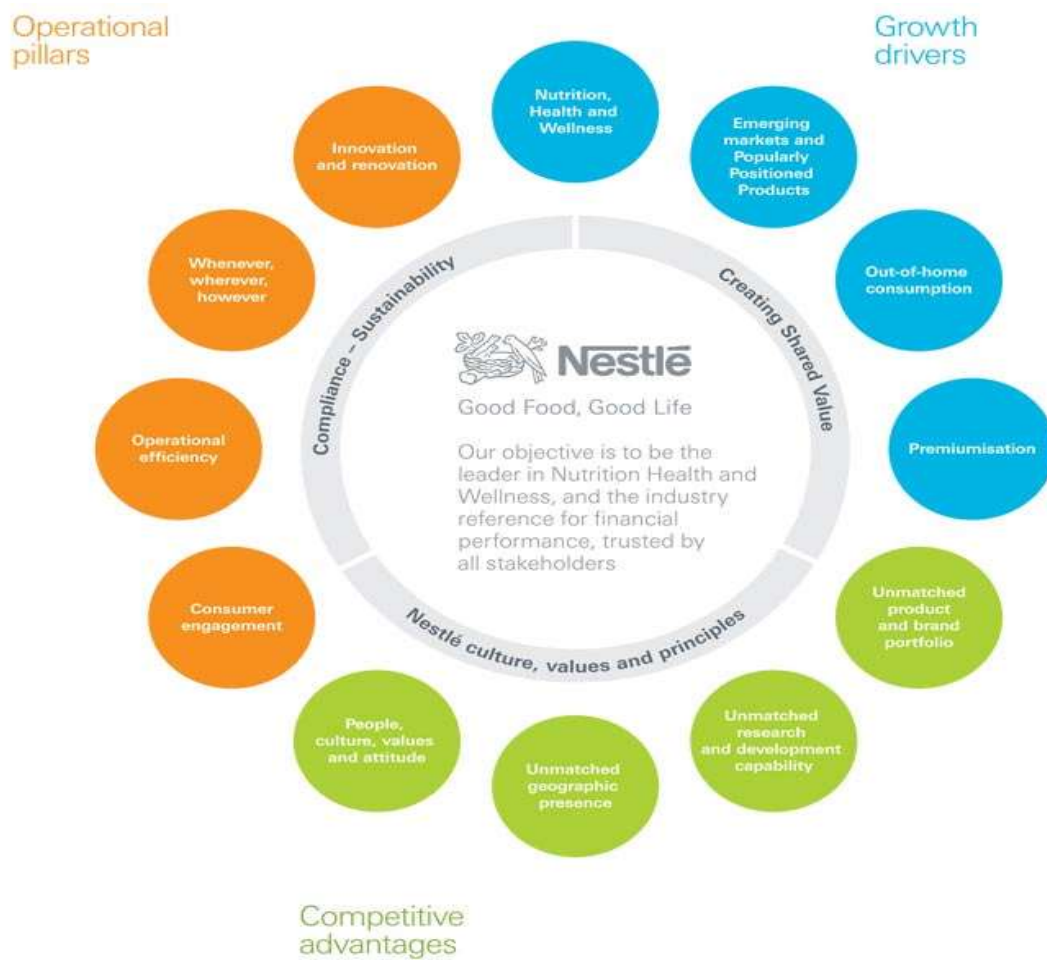 Operational
pillars
Growth
drivers
Nutrition,
Health and
Wellness
Emerging
markets and
Popularly
Positioned
Products
Out-of-home
consumption
Premiumisation
Unmatched
product
and brand
portfolio
Unmatched
research
and development
capability
Unmatched
geographic
presence
People,
culture, values
and attitude
Consumer
engagement
Operational
efficiency
Whenever,
wherever,
however
Innovation
and renovation
Compliance – Sustainability
Creating Shared Value
Nestlé culture, values and principles
Nestlé
Good Food, Good Life
Our objective is to be the
leader in Nutrition Health and
Wellness, and the industry
reference for financial
performance, trusted by
all stakeholders
Competitive
advantages